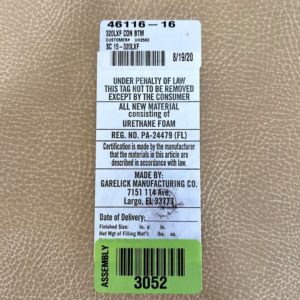 46116-16
320LXF CDN BTM
CUSTOMER#
SC 15-320LXF
8/19/20
UNDER PENALTY OF LAW
THIS TAG NOT TO BE REMOVED
EXCEPT BY THE CONSUMER
ALL NEW MATERIAL
consisting of
URETHANE FOAM
REG. NO. PA-24479 (FL)
Certification is made by the manufacturer
that the materials in this article are
described in accordance with law.
MADE BY:
GARELICK MANUFACTURING CO.
7151 114 Ave.
Largo, FL 33773
Date of Delivery:
Finished Size: in. x in.
Net Wgt of Filling Mat'l: lbs. oz.
ASSEMBLY
3052